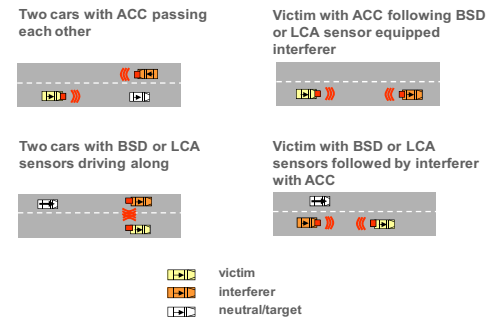 Two cars with ACC passing
each other
Victim with ACC following BSD
or LCA sensor equipped
interferer
Two cars with BSD or LCA
sensors driving along
Victim with BSD or LCA
sensors followed by interferer
with ACC
victim
interferer
neutral/target